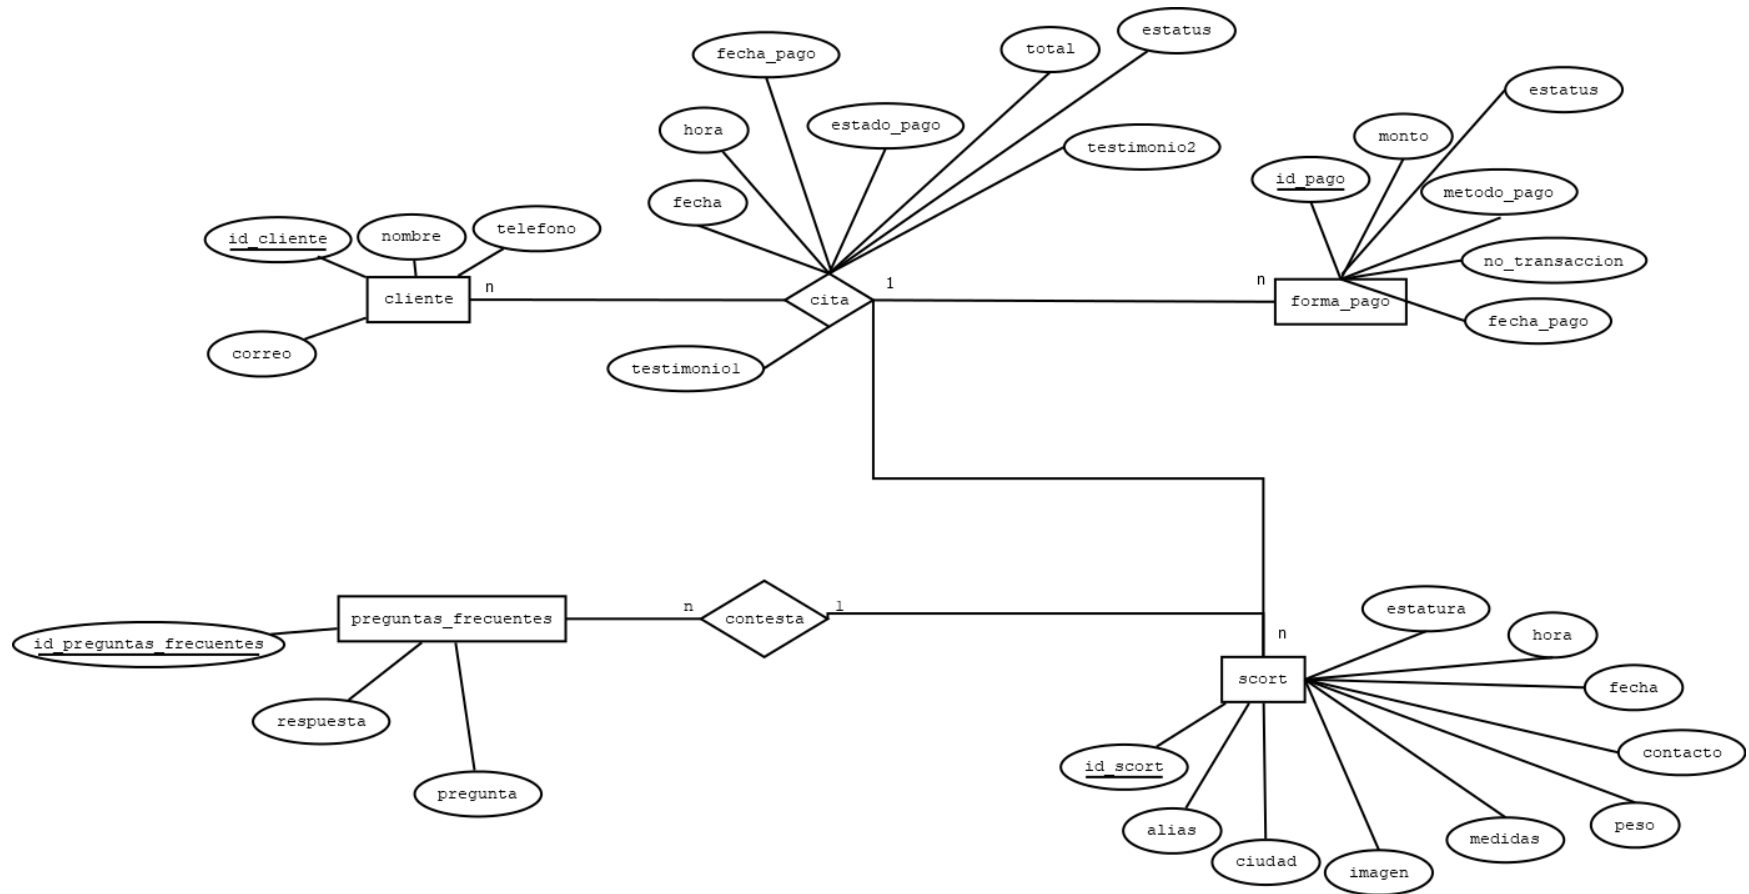 estatus
fecha_pago
total
estatus
hora
estado_pago
monto
testimonio2
id_pago
metodo_pago
fecha
id_cliente
nombre
telefono
no_transaccion
n
1
n
cliente
cita
forma_pago
fecha_pago
correo
testimonio1
estatura
n
1
preguntas_frecuentes
contesta
n
hora
id_preguntas_frecuentes
scort
fecha
respuesta
contacto
id_scort
pregunta
alias
peso
medidas
ciudad
imagen